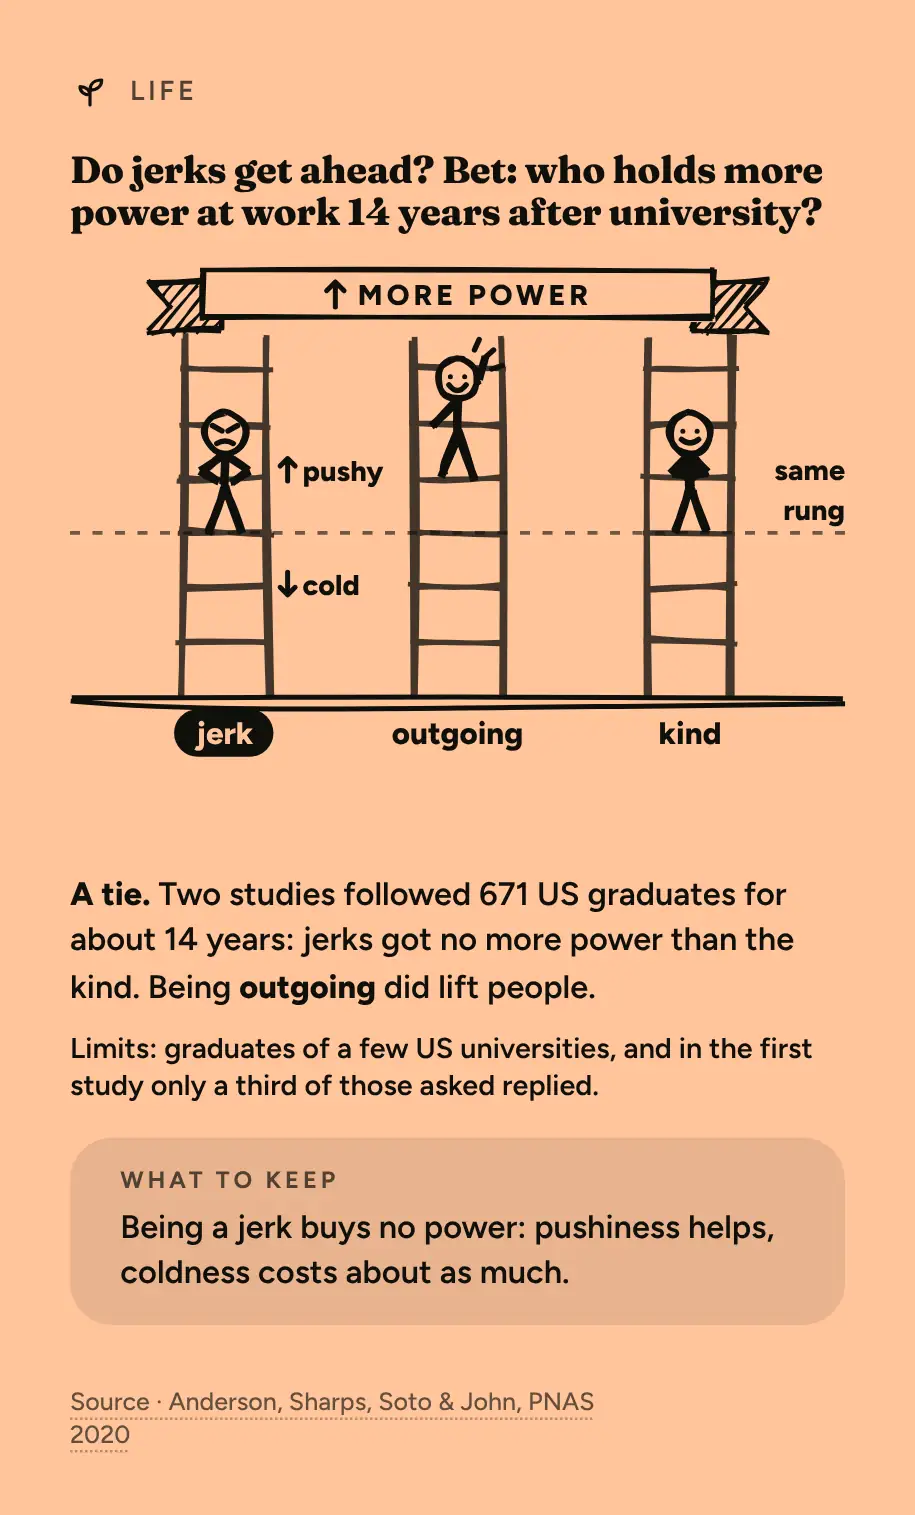 LIFE
Do jerks get ahead? Bet: who holds more
power at work 14 years after university?
↑ MORE POWER
↑ pushy
same
rung
↓ cold
jerk
outgoing
kind
A tie. Two studies followed 671 US graduates for
about 14 years: jerks got no more power than the
kind. Being outgoing did lift people.
Limits: graduates of a few US universities, and in the first
study only a third of those asked replied.
WHAT TO KEEP
Being a jerk buys no power: pushiness helps,
coldness costs about as much.
Source · Anderson, Sharps, Soto & John, PNAS
2020